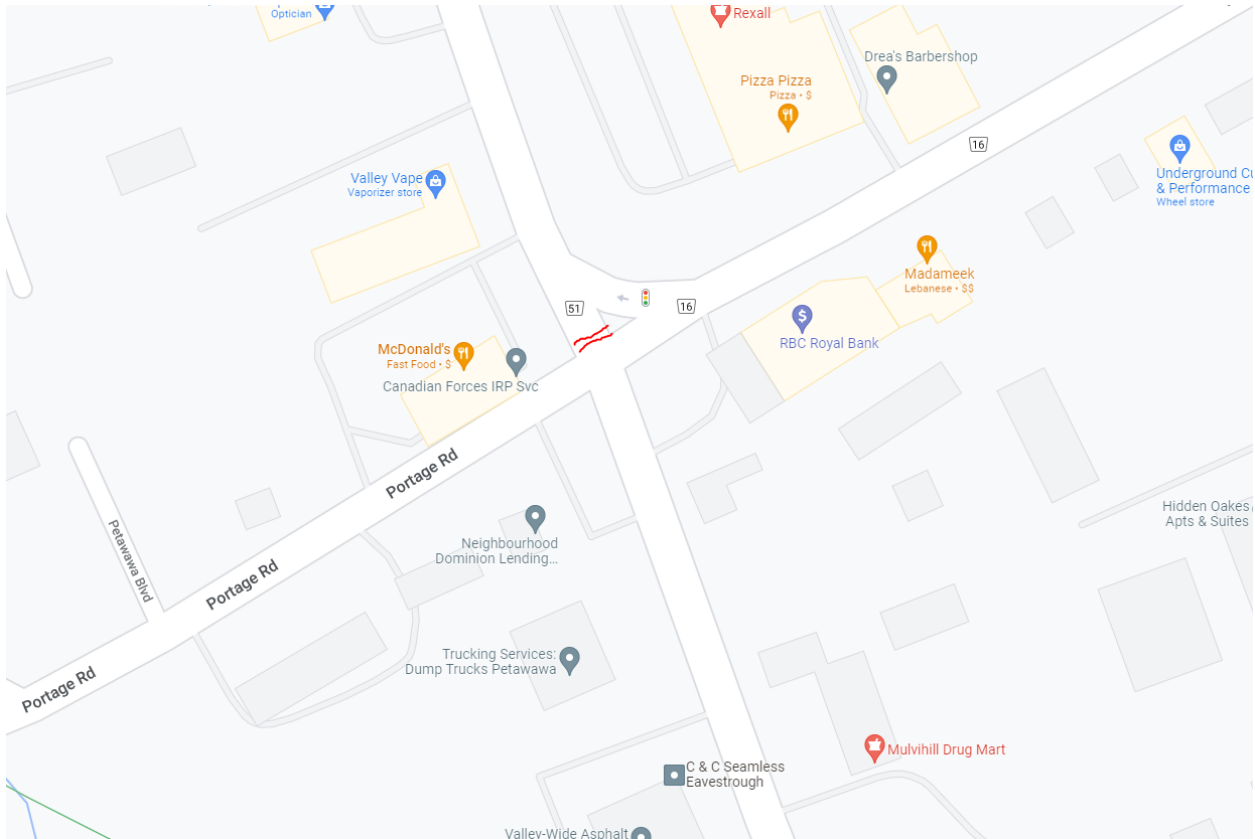 Optician
Rexall
Drea's Barbershop
Pizza Pizza
Pizza • $
16
Valley Vape
Vaporizer store
& Performance
Wheel store
Madameek
Lebanese • $$
51
16
RBC Royal Bank
McDonald's
Fast Food • $
Canadian Forces IRP Svc
Portage Rd
Hidden Oakes
Apts & Suites
Petawawa Blvd
Neighbourhood
Dominion Lending...
Portage Rd
Trucking Services:
Dump Trucks Petawawa
Portage Rd
Mulvihill Drug Mart
C & C Seamless
Eavestrough
Valley-Wide Asphalt
Underground